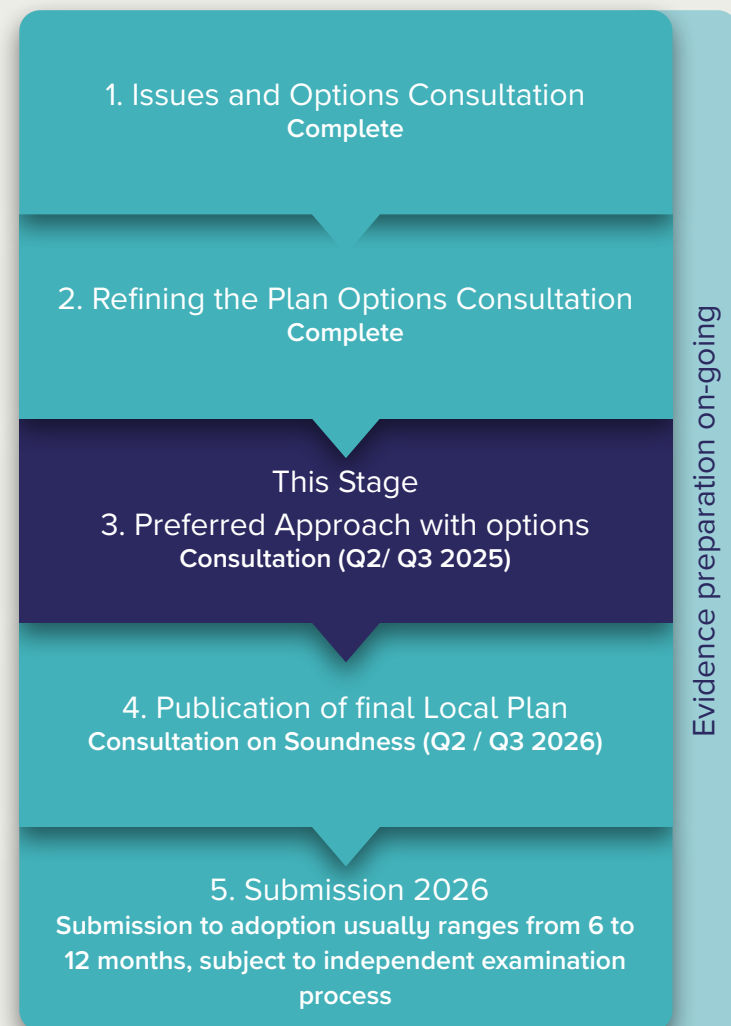 1. Issues and Options Consultation
Complete
2. Refining the Plan Options Consultation
Complete
This Stage
3. Preferred Approach with options
Consultation (Q2/ Q3 2025)
4. Publication of final Local Plan
Consultation on Soundness (Q2 / Q3 2026)
5. Submission 2026
Submission to adoption usually ranges from 6 to
12 months, subject to independent examination
process
Evidence preparation on-going